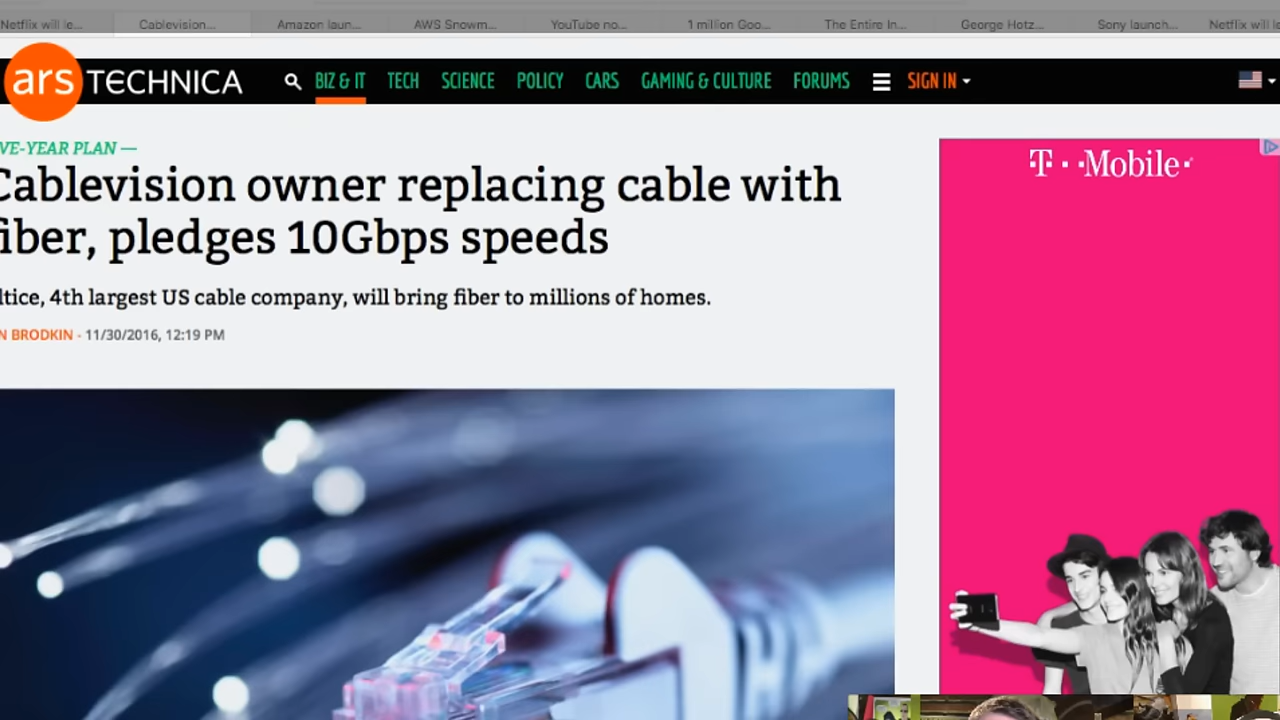 Netflix will le...
Cablevision...
Amazon laun...
AWS Snowm...
YouTube no...
1 million Goo...
The Entire In...
George Hotz...
Sony launch...
Netflix will l
ars TECHNICA
BIZ & IT
TECH
SCIENCE
POLICY
CARS
GAMING & CULTURE
FORUMS
SIGN IN
VE-YEAR PLAN —
Cablevision owner replacing cable with
fiber, pledges 10Gbps speeds
ltice, 4th largest US cable company, will bring fiber to millions of homes.
N BRODKIN - 11/30/2016, 12:19 PM
T Mobile